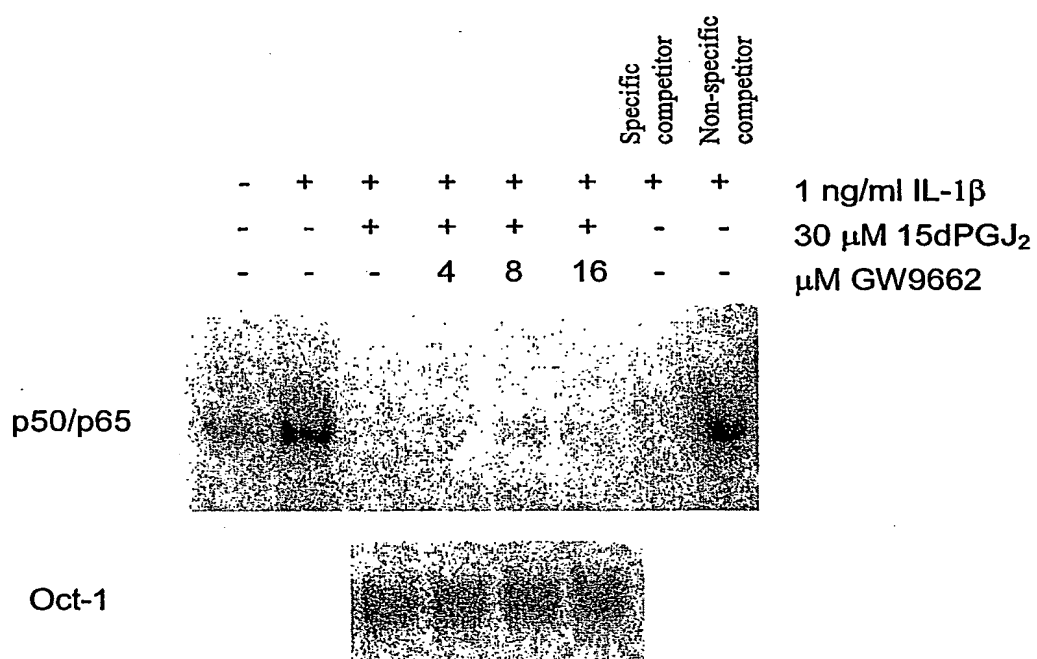 Specific
competitor
Non-specific
competitor
- + + + + + + + 1 ng/ml IL-1β
- - + + + + - - 30 μM 15dPGJ₂
- - - 4 8 16 - - μM GW9662
p50/p65
Oct-1